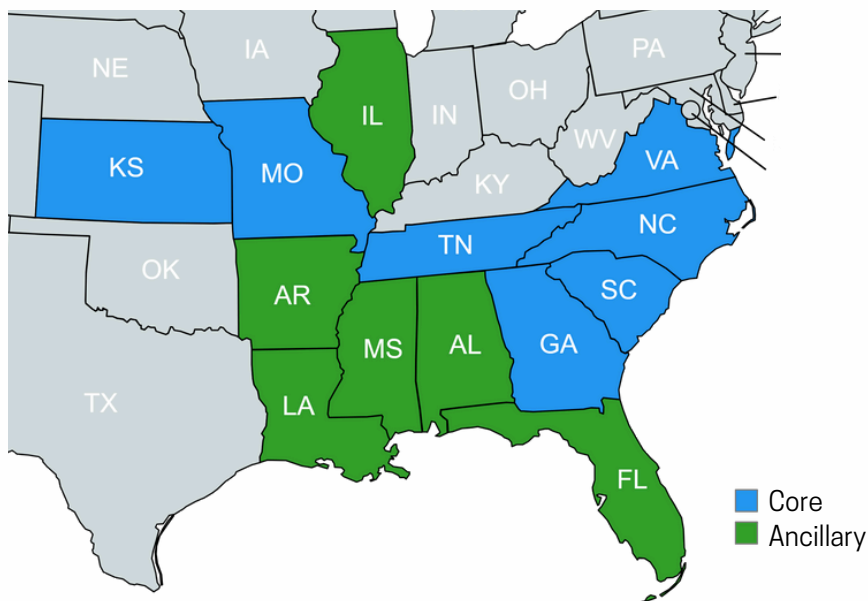 PA
IA
NE
OH
IL
IN
WV
VA
KS
MO
KY
NC
TN
OK
SC
AR
GA
MS
AL
TX
LA
FL
Core
Ancillary